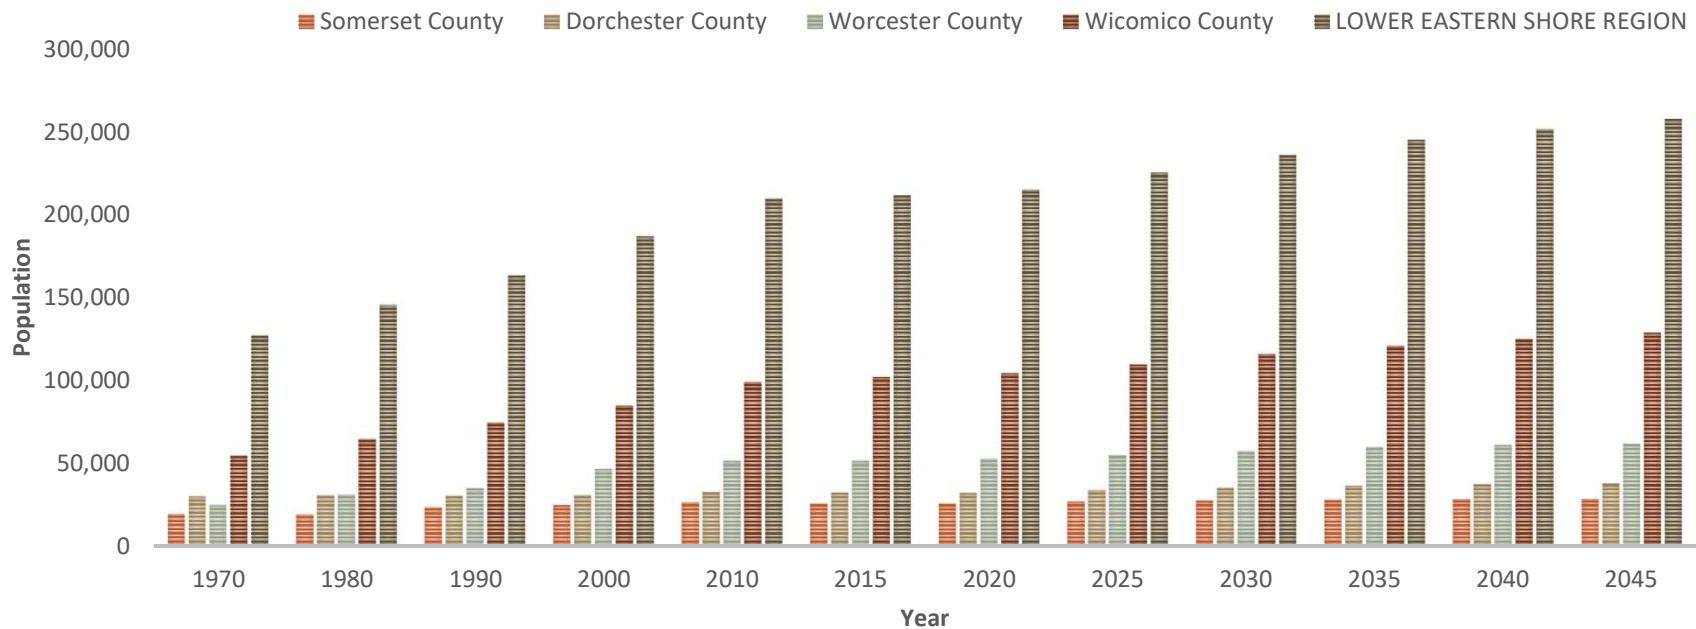 Somerset County Dorchester County Worcester County Wicomico County LOWER EASTERN SHORE REGION
300,000
250,000
200,000
150,000
100,000
50,000
0
Population
1970 1980 1990 2000 2010 2015 2020 2025 2030 2035 2040 2045
Year